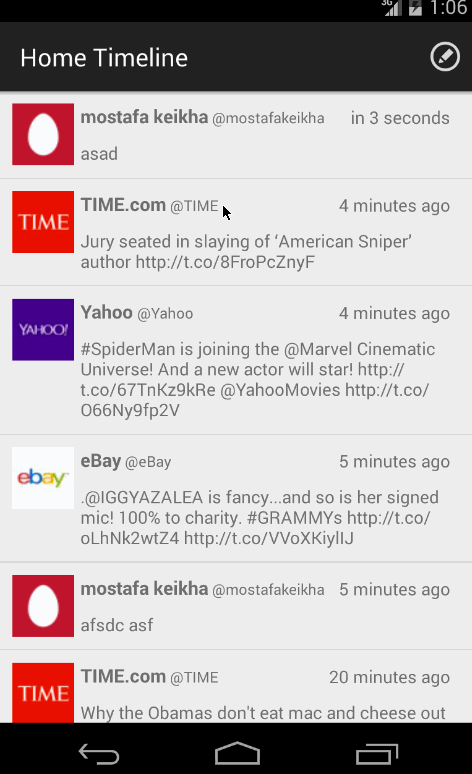 3G 1:06
Home Timeline
mostafa keikha @mostafakeikha in 3 seconds
asad
TIME
TIME.com @TIME 4 minutes ago
Jury seated in slaying of ‘American Sniper’
author http://t.co/8FroPcZnyF
YAHOO!
Yahoo @Yahoo 4 minutes ago
#SpiderMan is joining the @Marvel Cinematic
Universe! And a new actor will star! http://
t.co/67TnKz9kRe @YahooMovies http://t.co/
O66Ny9fp2V
ebay
eBay @eBay 5 minutes ago
.@IGGYAZALEA is fancy...and so is her signed
mic! 100% to charity. #GRAMMYs http://t.co/
oLhNk2wtZ4 http://t.co/VVoXKiylIJ
mostafa keikha @mostafakeikha 5 minutes ago
afsdc asf
TIME
TIME.com @TIME 20 minutes ago
Why the Obamas don't eat mac and cheese out